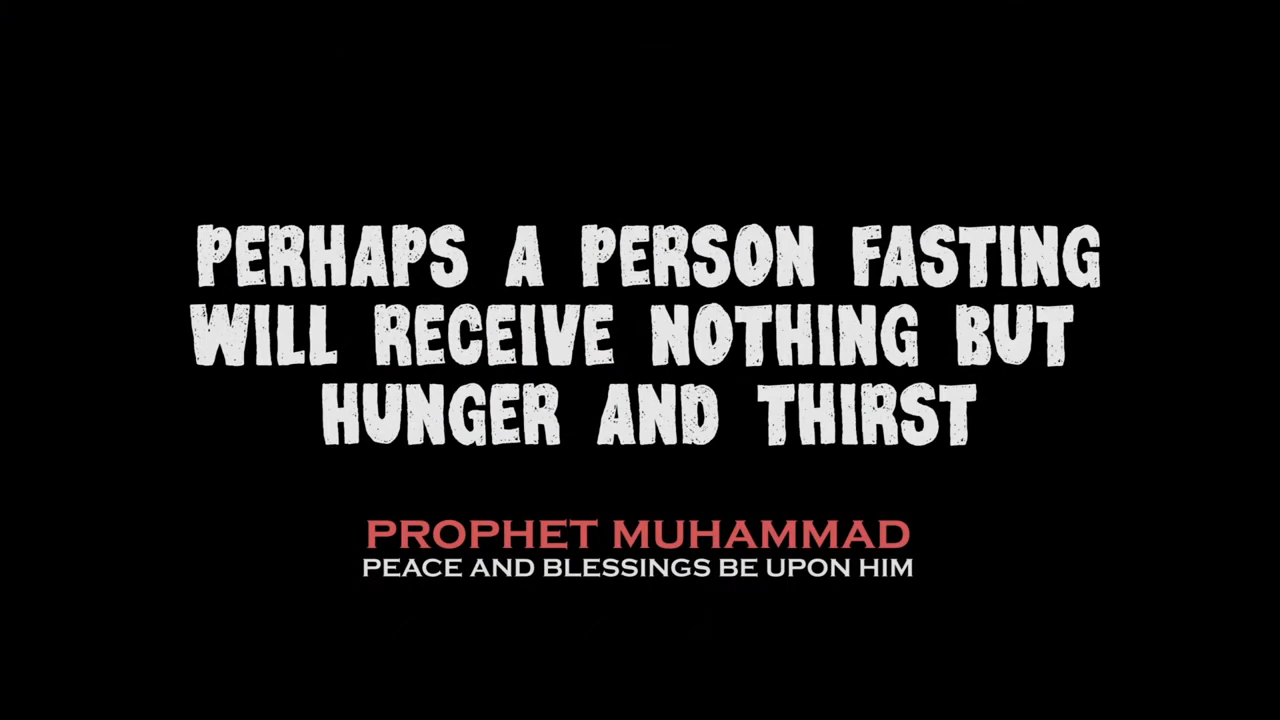 PERHAPS A PERSON FASTING
WILL RECEIVE NOTHING BUT
HUNGER AND THIRST
PROPHET MUHAMMAD
PEACE AND BLESSINGS BE UPON HIM